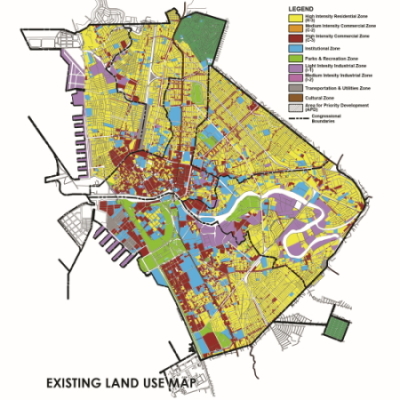 LEGEND
High Intensity Residential Zone
(R-3)
Medium Intensity Commercial Zone
(C-2)
High Intensity Commercial Zone
(C-3)
Institutional Zone
Parks & Recreation Zone
Light Intensity Industrial Zone
(I-1)
Medium Intensity Industrial Zone
(I-2)
Transportation & Utilities Zone
Cultural Zone
Area for Priority Development
(APD)
Congressional
Boundaries
EXISTING LAND USE MAP